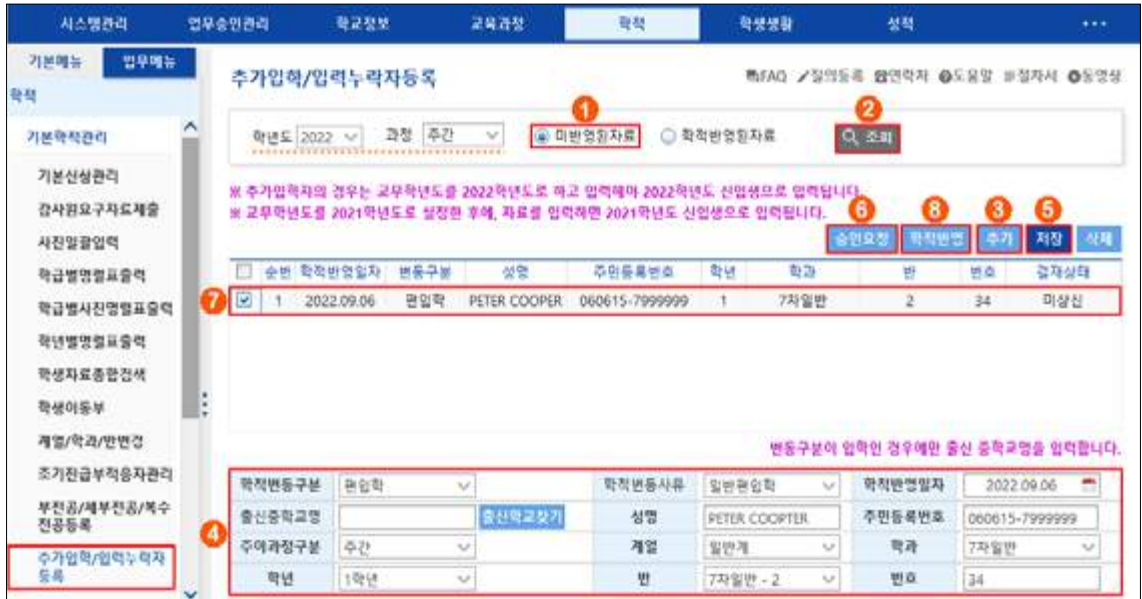 시스템관리 업무승인관리 학교정보 교육과정 학적 학생생활 성적 •••
기본메뉴 업무메뉴
학적
기본학적관리
기본신상관리
감사원요구자료제출
사진일괄입력
학급별명렬표출력
학급별사진명렬표출력
학년별명렬표출력
학생자료종합검색
학생이동부
계열/학과/반변경
조기진급부적응자관리
부전공/세부전공/복수
전공등록
추가입학/입력누락자
등록
추가입학/입력누락자등록
FAQ 질의등록 연락처 도움말 절차서 동영상
1 2
학년도 2022 과정 주간 미반영된자료 학적반영된자료 조회
※ 추가입학자의 경우는 교무학년도를 2022학년도로 하고 입력해야 2022학년도 신입생으로 입력됩니다.
※ 교무학년도를 2021학년도로 설정한 후에, 자료를 입력하면 2021학년도 신입생으로 입력됩니다.
6 8 3 5
승인요청 학적반영 추가 저장 삭제
순번 학적반영일자 변동구분 성명 주민등록번호 학년 학과 반 번호 결재상태
7 1 2022.09.06 편입학 PETER COOPER 060615-7999999 1 7차일반 2 34 미상신
변동구분이 입학인 경우에만 출신 중학교명을 입력합니다.
4
학적변동구분 편입학 학적변동사유 일반편입학 학적반영일자 2022.09.06
출신중학교명 출신학교찾기 성명 PETER COOPTER 주민등록번호 060615-7999999
주야과정구분 주간 계열 일반계 학과 7차일반
학년 1학년 반 7차일반 - 2 번호 34